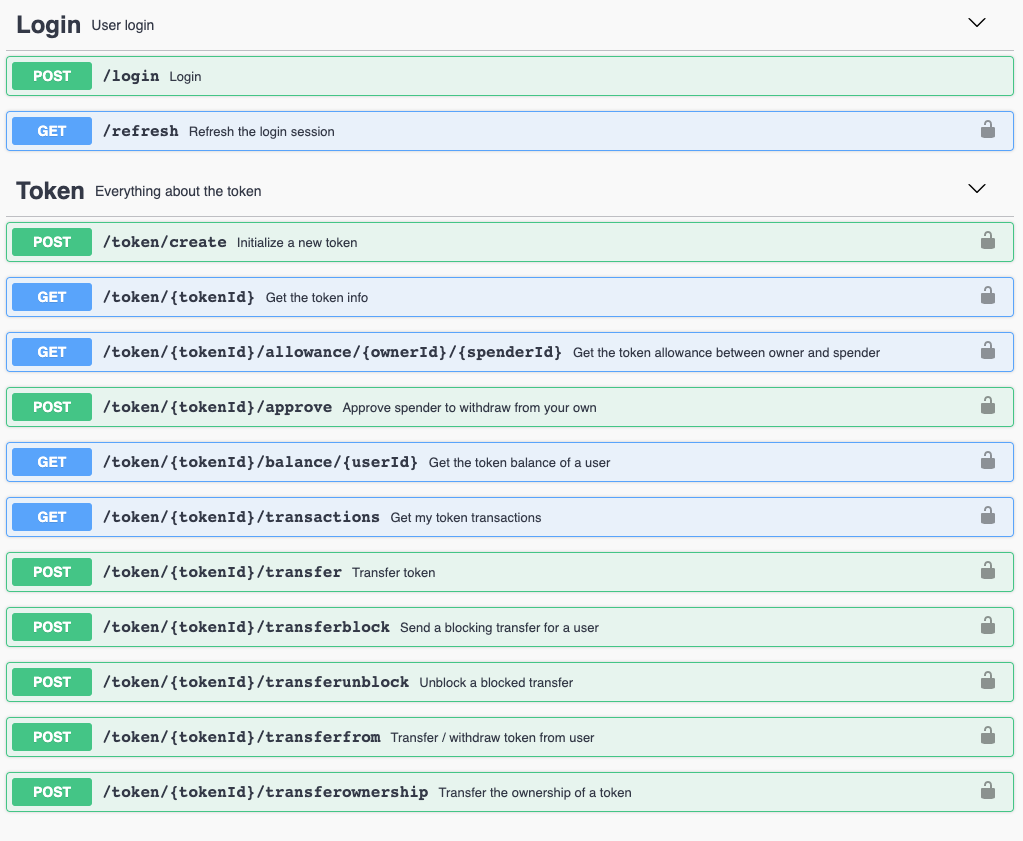 Login User login
POST /login Login
GET /refresh Refresh the login session
Token Everything about the token
POST /token/create Initialize a new token
GET /token/{tokenId} Get the token info
GET /token/{tokenId}/allowance/{ownerId}/{spenderId} Get the token allowance between owner and spender
POST /token/{tokenId}/approve Approve spender to withdraw from your own
GET /token/{tokenId}/balance/{userId} Get the token balance of a user
GET /token/{tokenId}/transactions Get my token transactions
POST /token/{tokenId}/transfer Transfer token
POST /token/{tokenId}/transferblock Send a blocking transfer for a user
POST /token/{tokenId}/transferunblock Unblock a blocked transfer
POST /token/{tokenId}/transferfrom Transfer / withdraw token from user
POST /token/{tokenId}/transferownership Transfer the ownership of a token